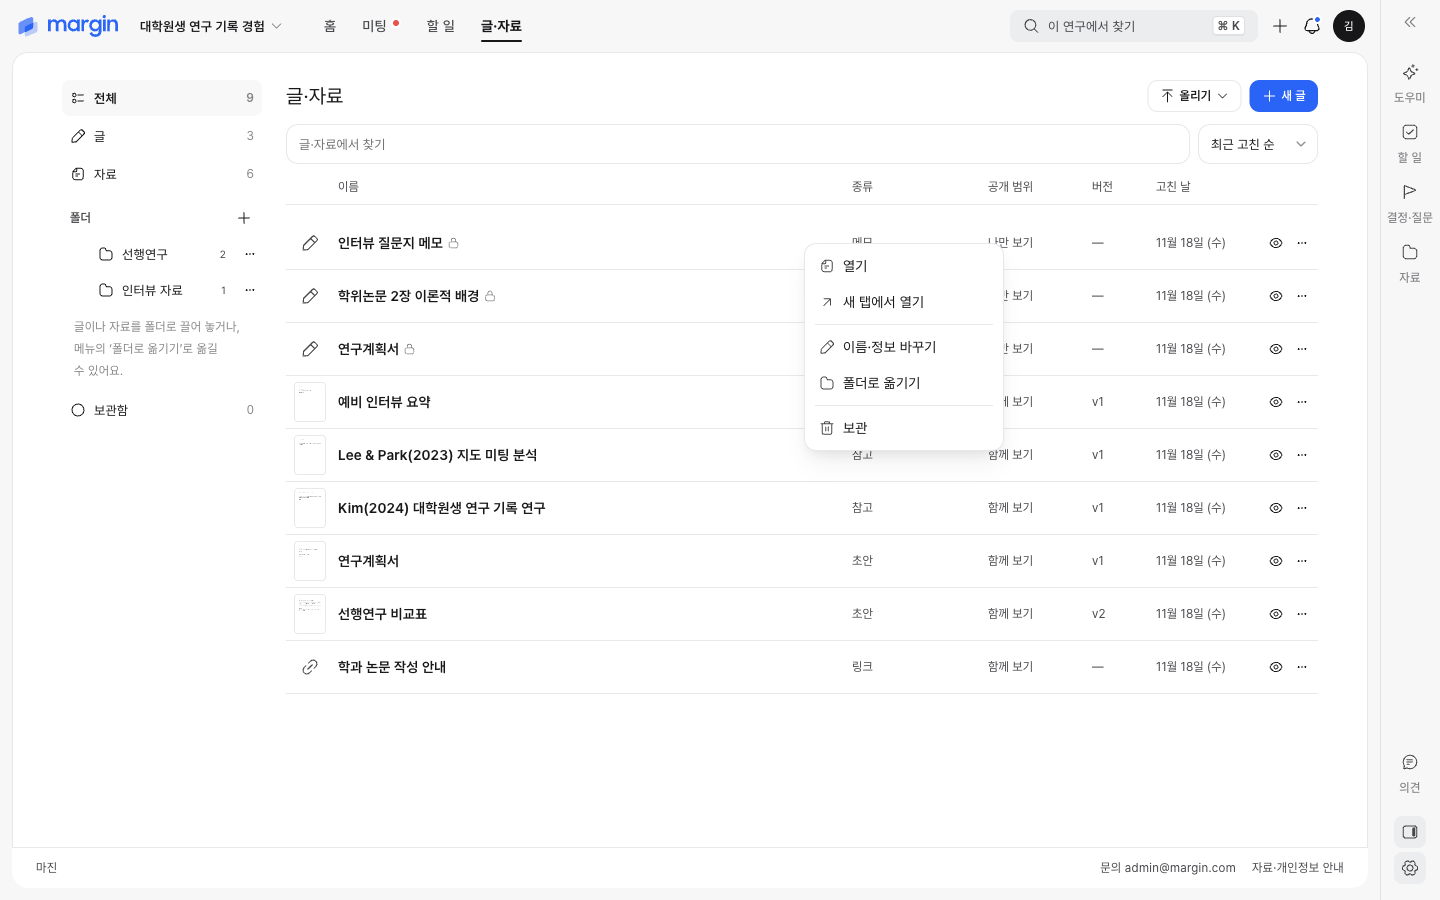 margin
대학원생 연구 기록 경험
홈
미팅
할 일
글·자료
이 연구에서 찾기
⌘ K
김
전체 9
글 3
자료 6
폴더
선행연구 2
인터뷰 자료 1
글이나 자료를 폴더로 끌어 놓거나,
메뉴의 ‘폴더로 옮기기’로 옮길
수 있어요.
보관함 0
글·자료
올리기
새 글
글·자료에서 찾기
최근 고친 순
이름 종류 공개 범위 버전 고친 날
인터뷰 질문지 메모 메모 나만 보기 — 11월 18일 (수)
학위논문 2장 이론적 배경 만 보기 — 11월 18일 (수)
연구계획서 만 보기 — 11월 18일 (수)
예비 인터뷰 요약 께 보기 v1 11월 18일 (수)
Lee & Park(2023) 지도 미팅 분석 참고 함께 보기 v1 11월 18일 (수)
Kim(2024) 대학원생 연구 기록 연구 참고 함께 보기 v1 11월 18일 (수)
연구계획서 초안 함께 보기 v1 11월 18일 (수)
선행연구 비교표 초안 함께 보기 v2 11월 18일 (수)
학과 논문 작성 안내 링크 함께 보기 — 11월 18일 (수)
열기
새 탭에서 열기
이름·정보 바꾸기
폴더로 옮기기
보관
도우미
할 일
결정·질문
자료
의견
마진
문의 admin@margin.com
자료·개인정보 안내